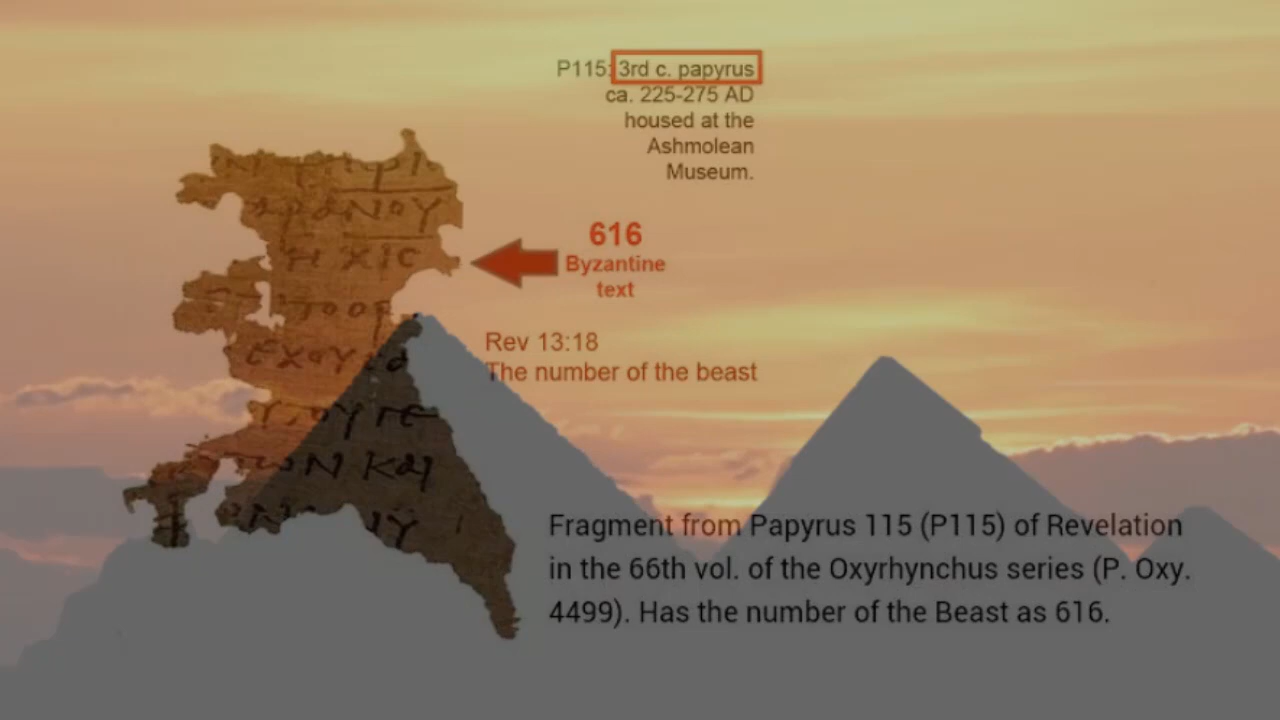 Η ΧΙϹ
ΚΑΙ
P115: 3rd c. papyrus
ca. 225-275 AD
housed at the
Ashmolean
Museum.
616
Byzantine
text
Rev 13:18
The number of the beast
Fragment from Papyrus 115 (P115) of Revelation
in the 66th vol. of the Oxyrhynchus series (P. Oxy.
4499). Has the number of the Beast as 616.